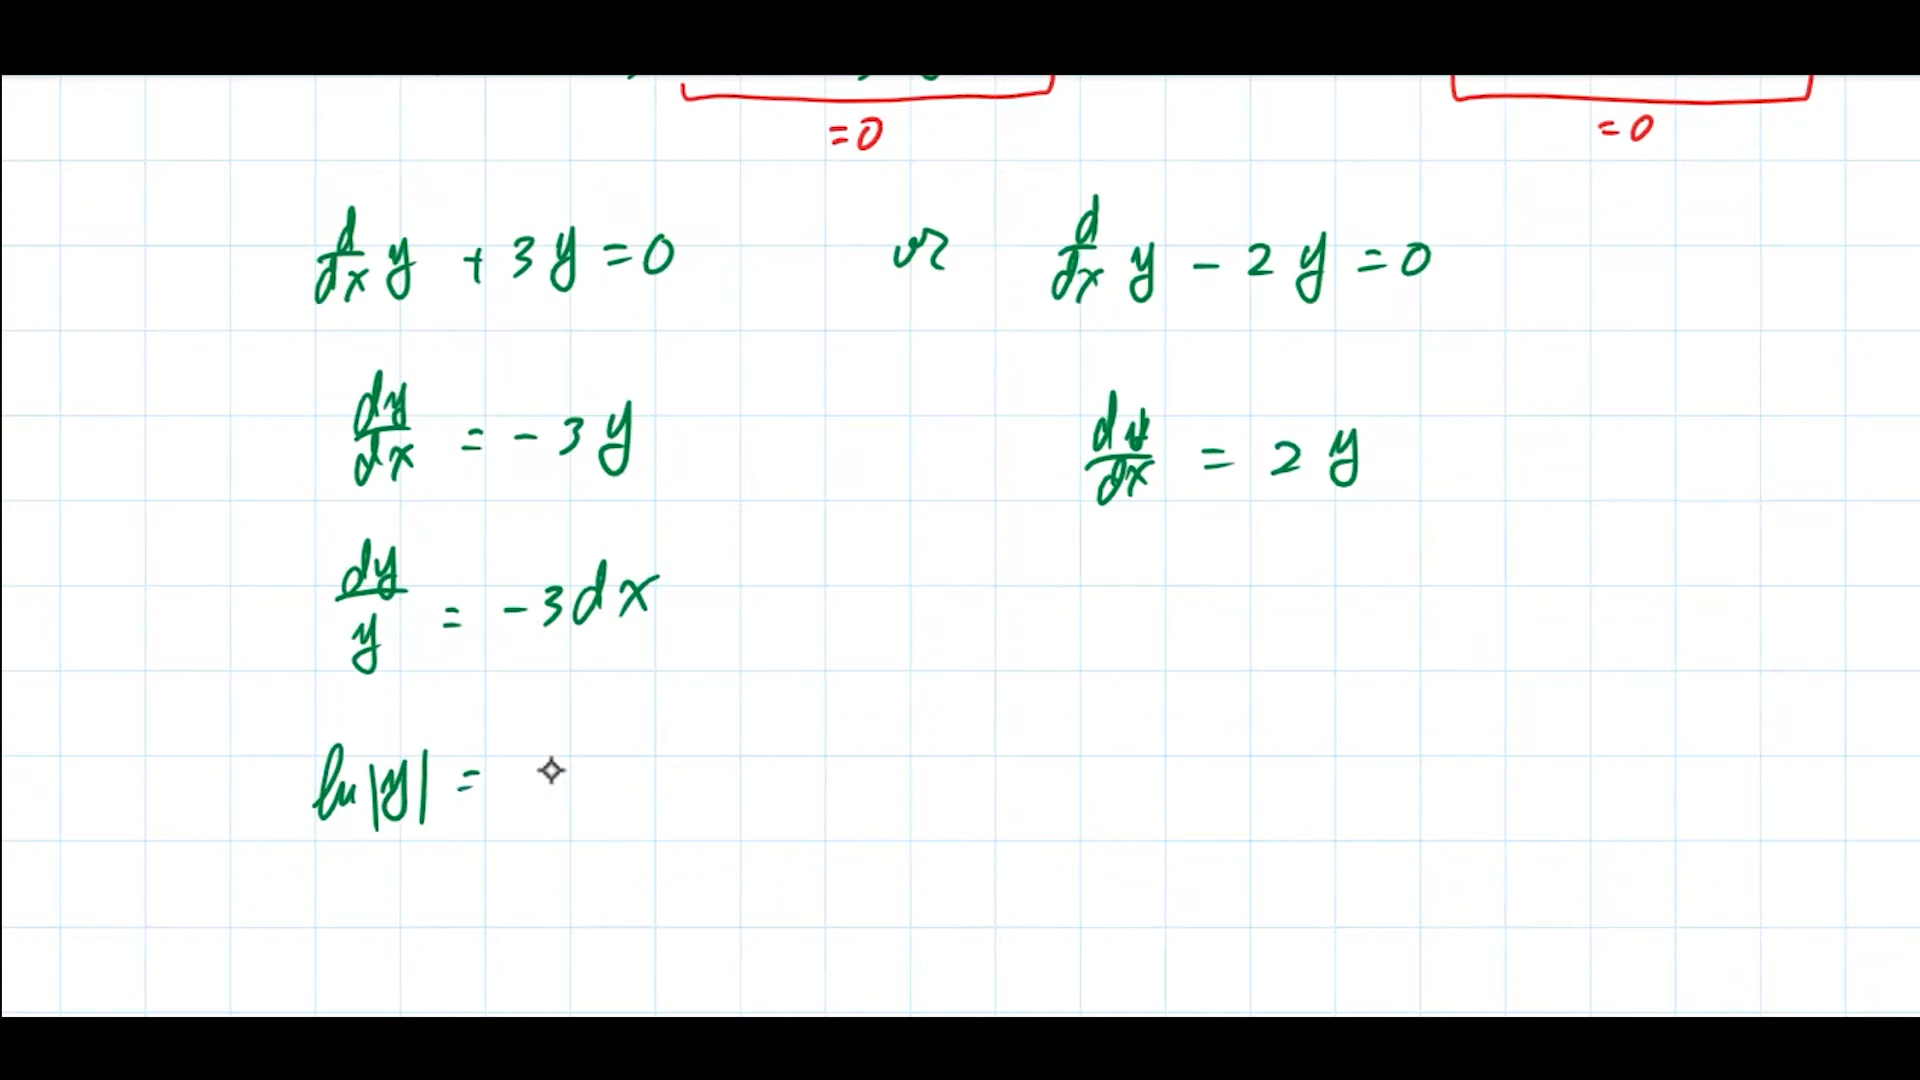 = 0 = 0
d/dx y + 3y = 0 or d/dx y - 2y = 0
dy/dx = -3y dy/dx = 2y
dy/y = -3dx
ln|y| =